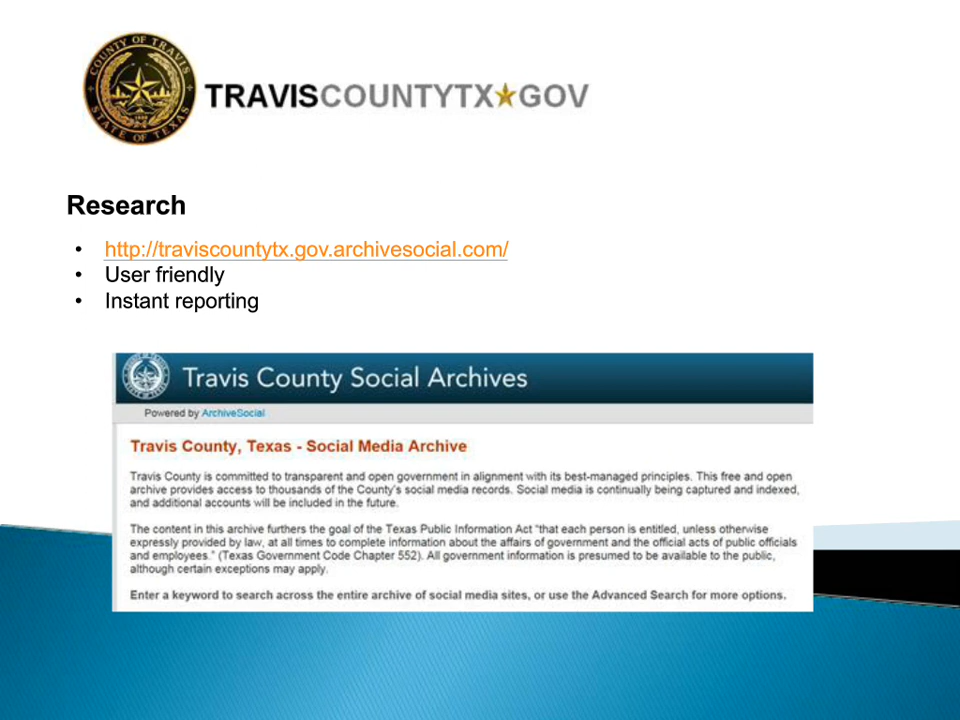 COUNTY OF TRAVIS
STATE OF TEXAS
TRAVISCOUNTYTX★GOV
Research
• http://traviscountytx.gov.archivesocial.com/
• User friendly
• Instant reporting
Travis County Social Archives
Powered by ArchiveSocial
Travis County, Texas - Social Media Archive
Travis County is committed to transparent and open government in alignment with its best-managed principles. This free and open
archive provides access to thousands of the County's social media records. Social media is continually being captured and indexed,
and additional accounts will be included in the future.
The content in this archive furthers the goal of the Texas Public Information Act "that each person is entitled, unless otherwise
expressly provided by law, at all times to complete information about the affairs of government and the official acts of public officials
and employees." (Texas Government Code Chapter 552). All government information is presumed to be available to the public,
although certain exceptions may apply.
Enter a keyword to search across the entire archive of social media sites, or use the Advanced Search for more options.